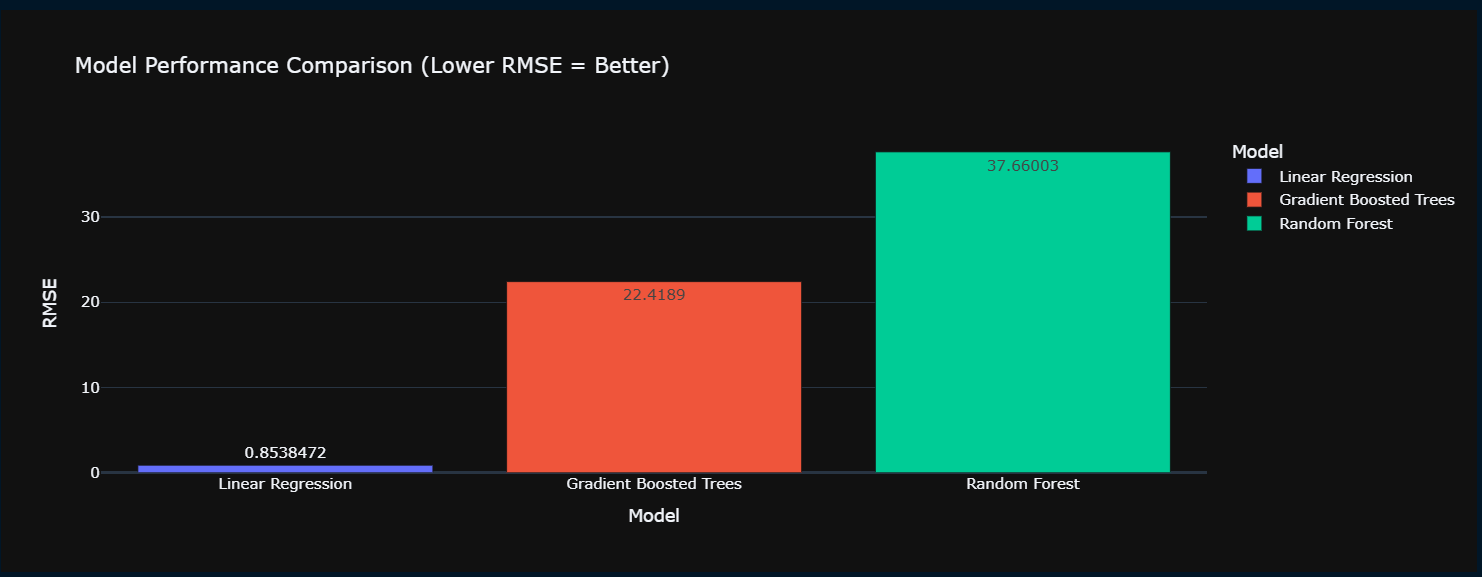 Model Performance Comparison (Lower RMSE = Better)
Model
Linear Regression
Gradient Boosted Trees
Random Forest
37.66003
22.4189
0.8538472
30
20
10
0
RMSE
Linear Regression
Gradient Boosted Trees
Random Forest
Model